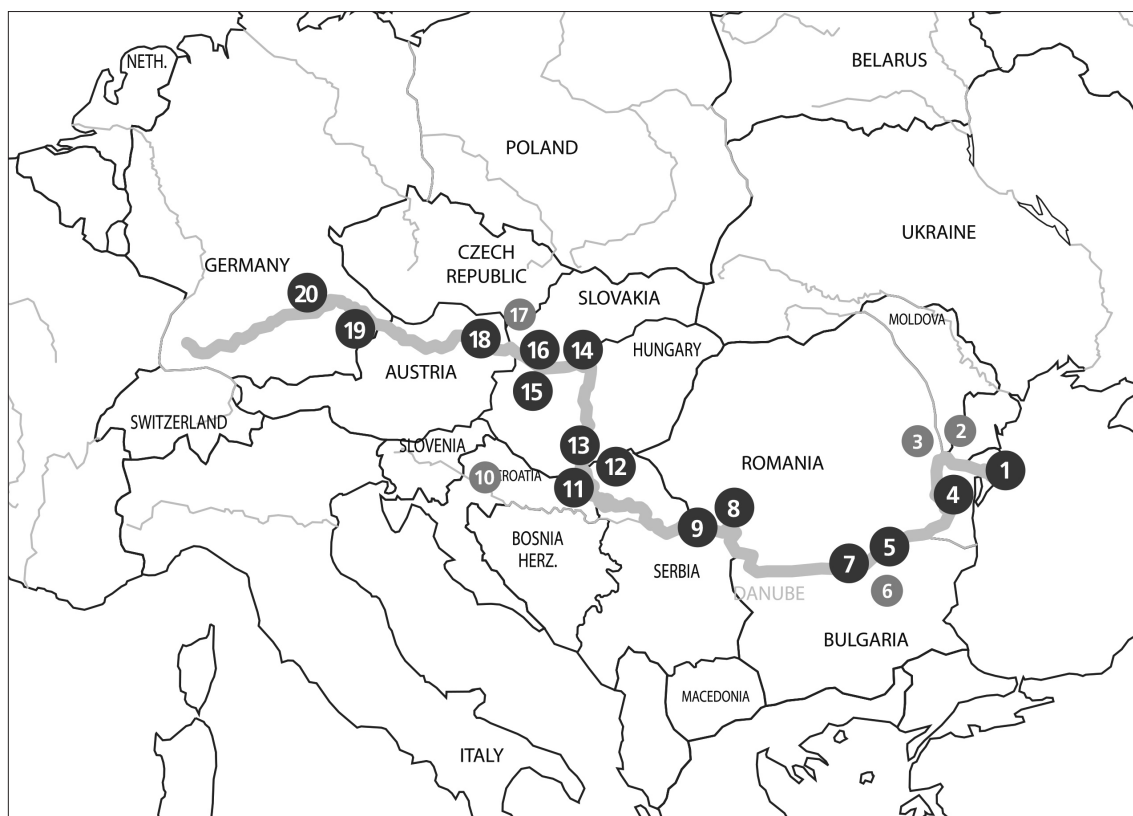 NETH.
BELARUS
POLAND
UKRAINE
CZECH
REPUBLIC
GERMANY
20
SLOVAKIA
17
MOLDOVA
19
18
16
14
HUNGARY
AUSTRIA
15
SWITZERLAND
SLOVENIA
13
3
2
12
ROMANIA
1
10
CROATIA
11
4
8
9
BOSNIA
HERZ.
5
7
SERBIA
6
DANUBE
BULGARIA
MACEDONIA
ITALY